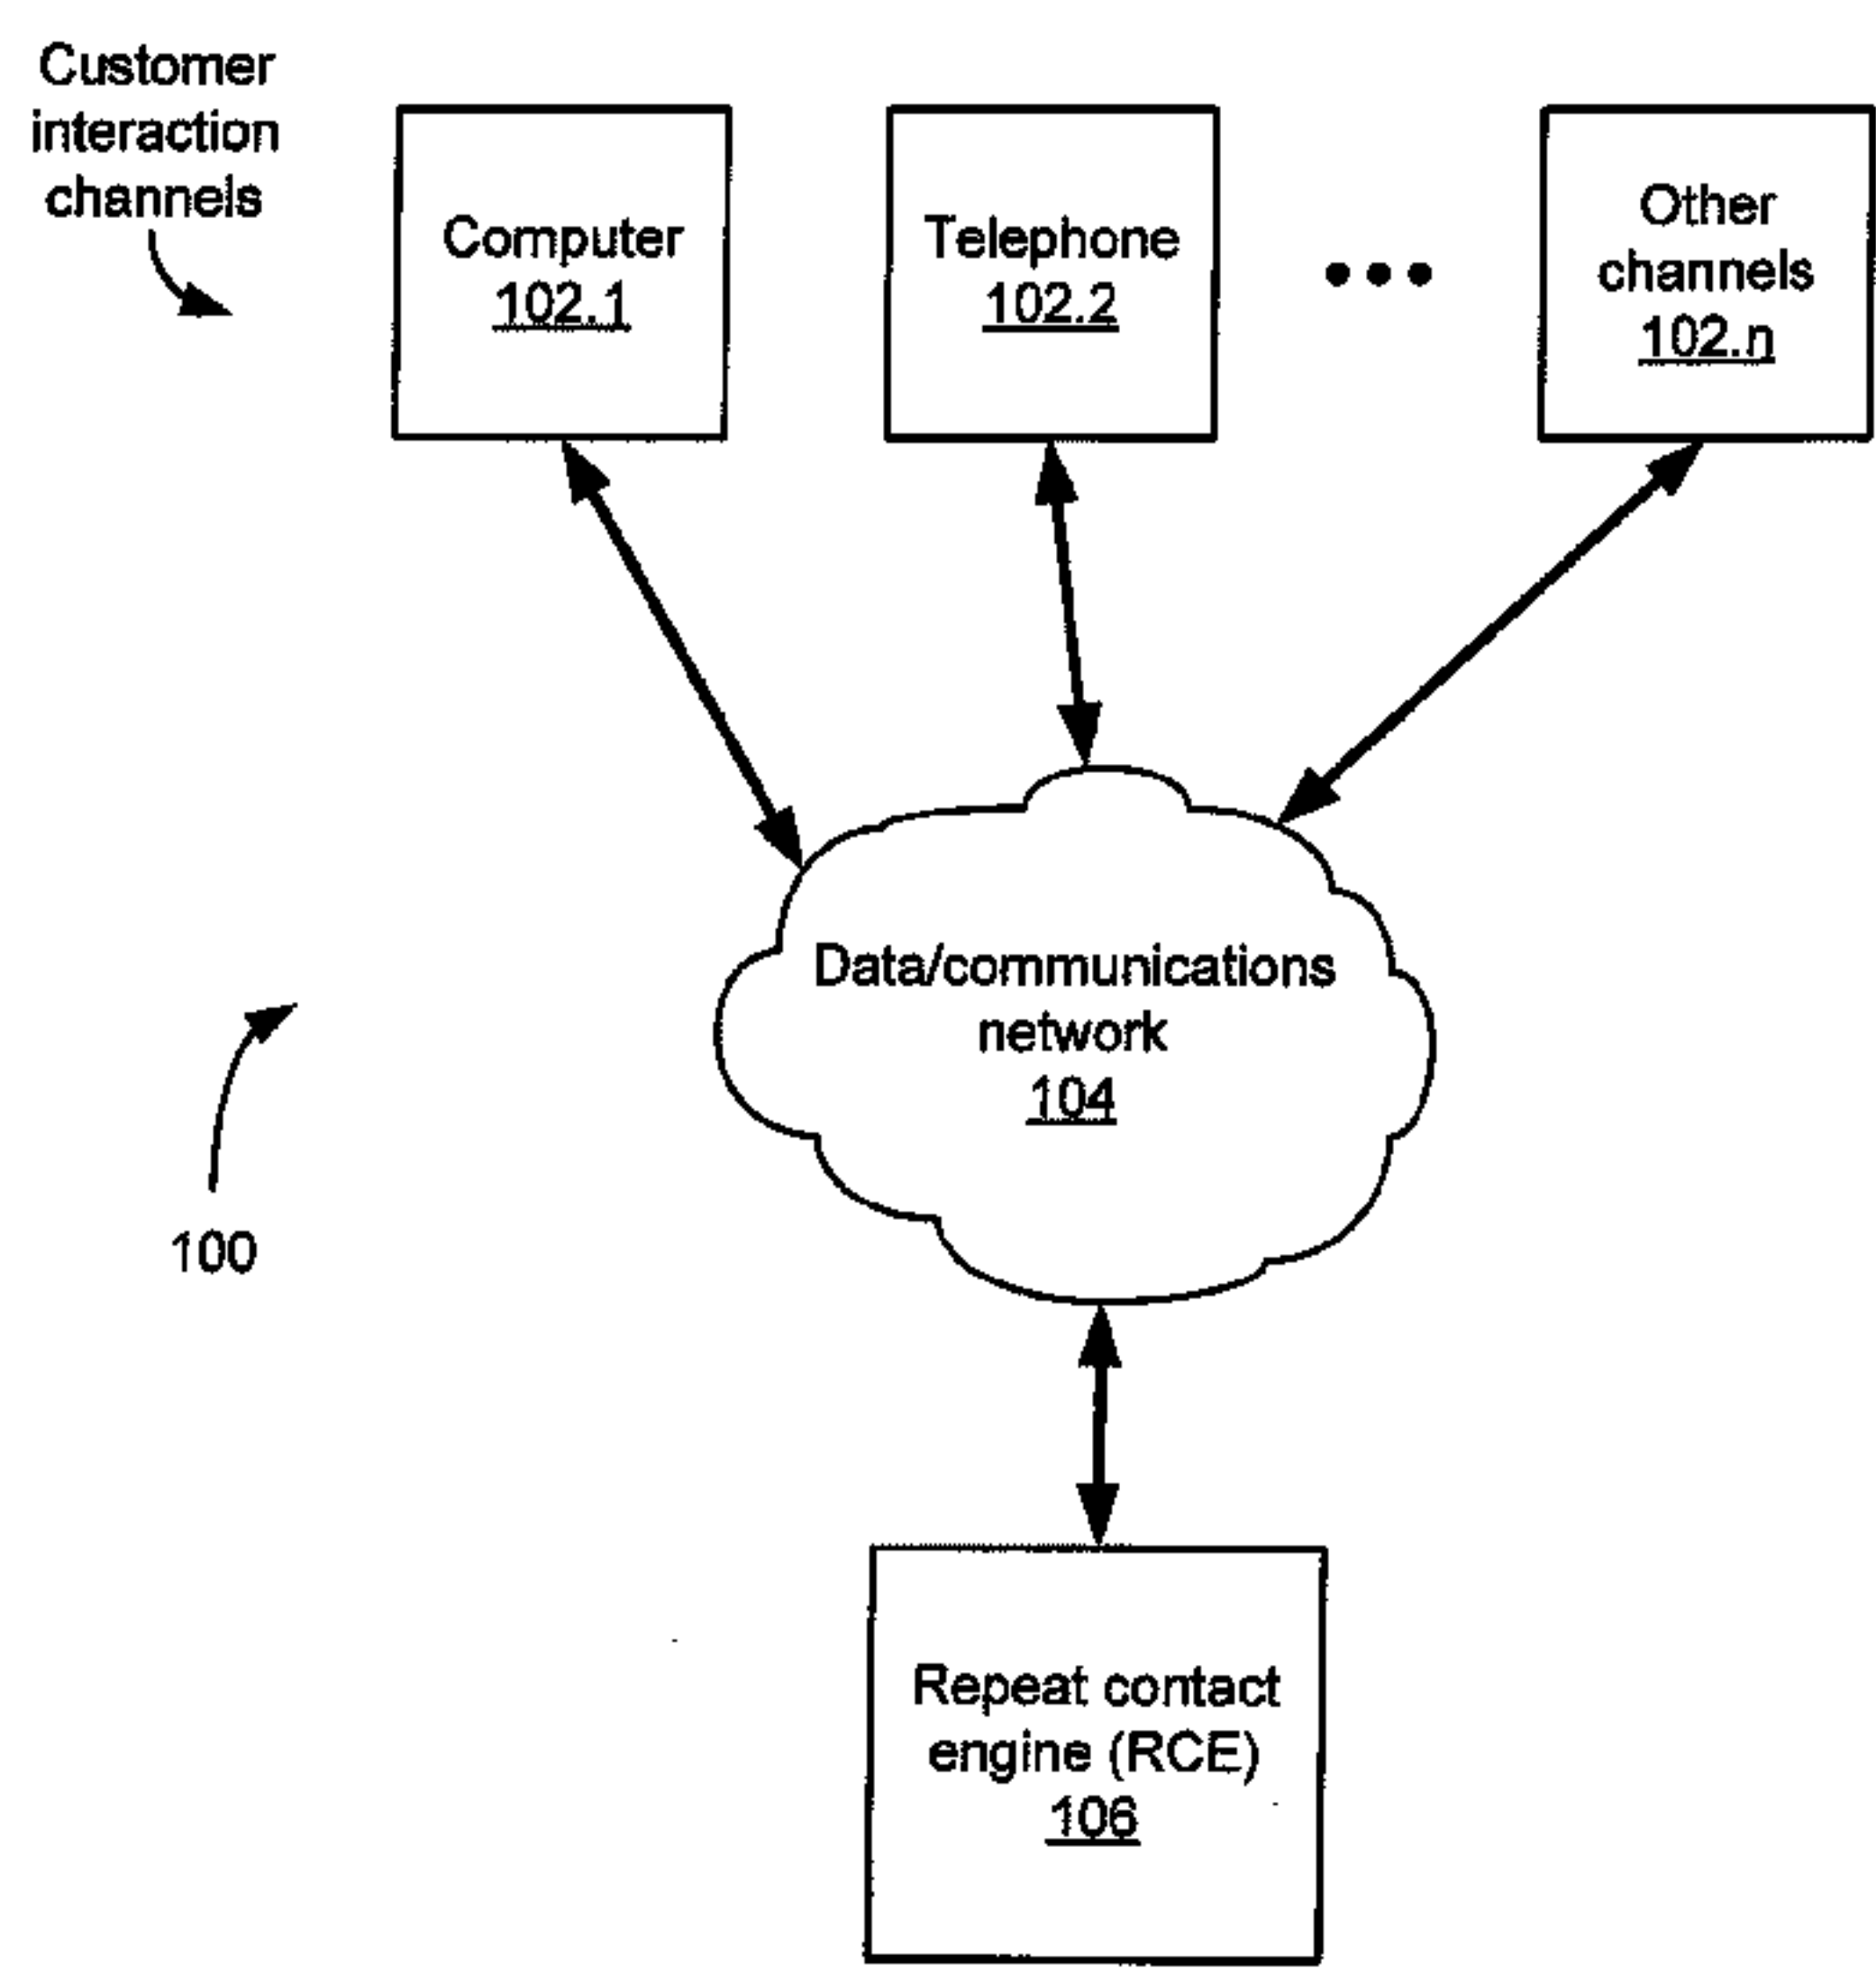 Customer
interaction
channels
Computer
102.1
Telephone
102.2
Other
channels
102.n
Data/communications
network
104
100
Repeat contact
engine (RCE)
106